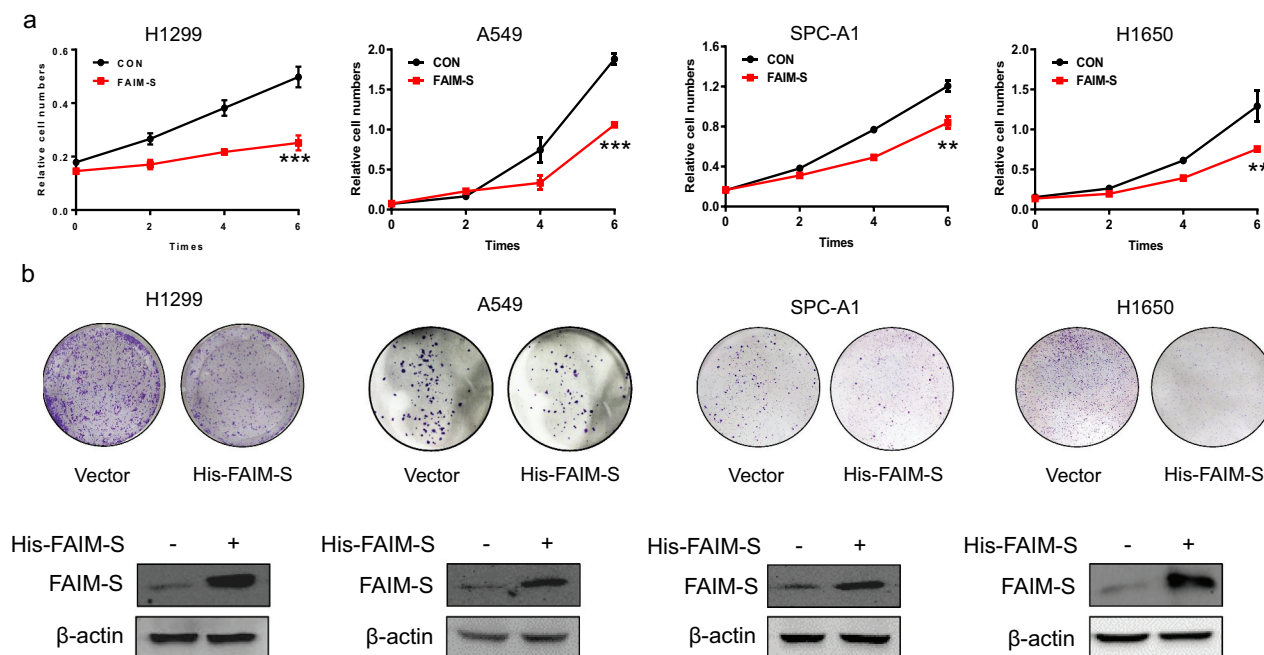 a
H1299
Relative cell numbers
0.6
0.4
0.2
0.0
CON
FAIM-S
***
0 2 4 6
Times
A549
Relative cell numbers
2.0
1.5
1.0
0.5
0.0
CON
FAIM-S
***
0 2 4 6
Times
SPC-A1
Relative cell numbers
1.6
1.2
0.8
0.4
0.0
CON
FAIM-S
**
0 2 4 6
Times
H1650
Relative cell numbers
2.0
1.5
1.0
0.5
0.0
CON
FAIM-S
**
0 2 4 6
Times
b
H1299 A549 SPC-A1 H1650
Vector His-FAIM-S Vector His-FAIM-S Vector His-FAIM-S Vector His-FAIM-S
His-FAIM-S - + His-FAIM-S - + His-FAIM-S - + His-FAIM-S - +
FAIM-S FAIM-S FAIM-S FAIM-S
β-actin β-actin β-actin β-actin